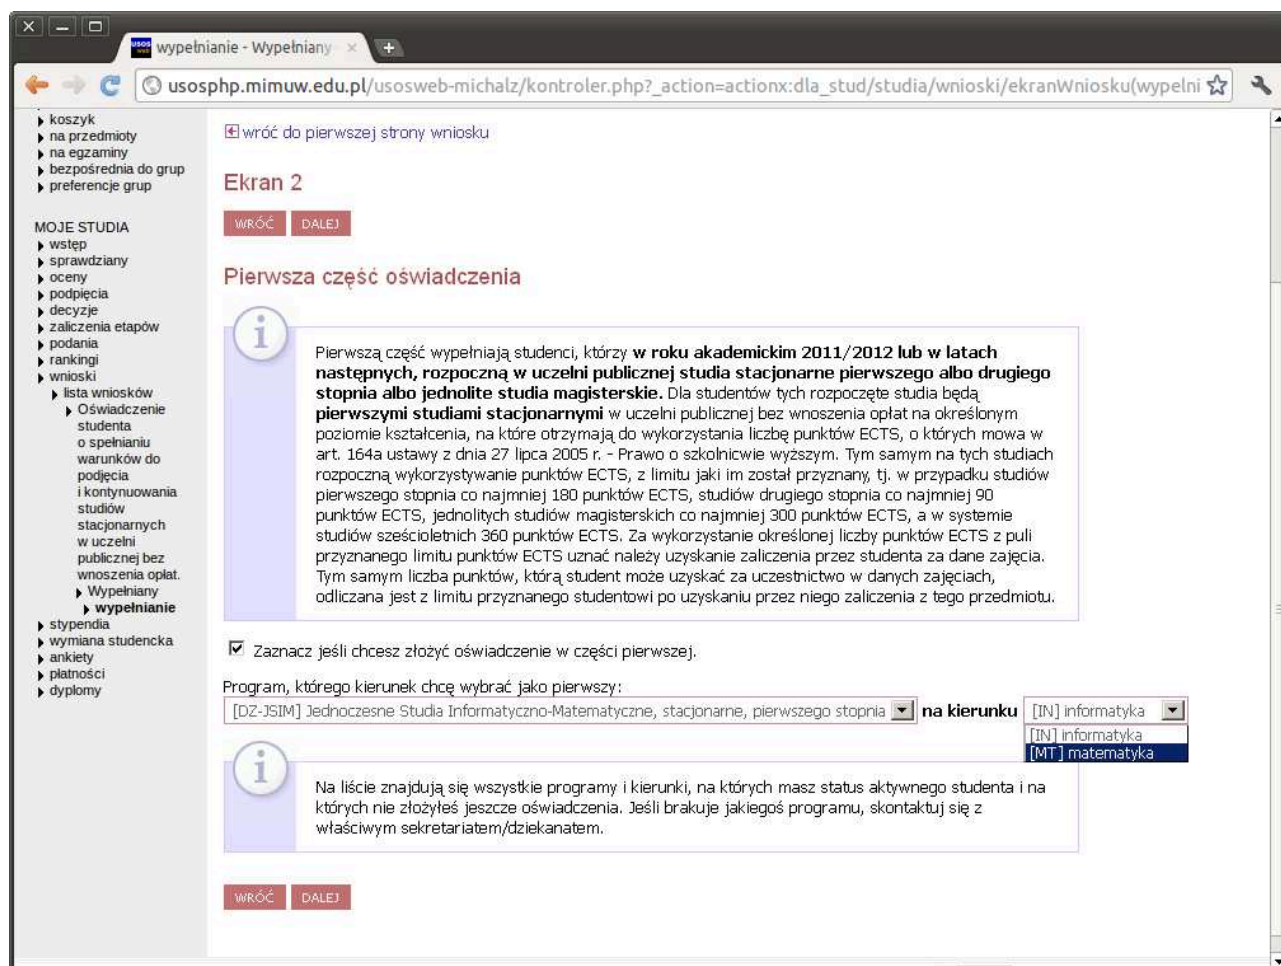 wypełnianie - Wypełniany
usosphp.mimuw.edu.pl/usosweb-michalz/kontroler.php?_action=actionx:dla_stud/studia/wnioski/ekranWniosku(wypelni
koszyk
na przedmioty
na egzaminy
bezpośrednia do grup
preferencje grup
MOJE STUDIA
wstęp
sprawdziany
oceny
podpięcia
decyzje
zaliczenia etapów
podania
rankingi
wnioski
lista wniosków
Oświadczenie
studenta
o spełnianiu
warunków do
podjęcia
i kontynuowania
studiów
stacjonarnych
w uczelni
publicznej bez
wnoszenia opłat.
Wypełniany
wypełnianie
stypendia
wymiana studencka
ankiety
płatności
dyplomy
wróć do pierwszej strony wniosku
Ekran 2
WRÓĆ DALEJ
Pierwsza część oświadczenia
Pierwszą część wypełniają studenci, którzy w roku akademickim 2011/2012 lub w latach
następnych, rozpoczną w uczelni publicznej studia stacjonarne pierwszego albo drugiego
stopnia albo jednolite studia magisterskie. Dla studentów tych rozpoczęte studia będą
pierwszymi studiami stacjonarnymi w uczelni publicznej bez wnoszenia opłat na określonym
poziomie kształcenia, na które otrzymają do wykorzystania liczbę punktów ECTS, o których mowa w
art. 164a ustawy z dnia 27 lipca 2005 r. - Prawo o szkolnicwie wyższym. Tym samym na tych studiach
rozpoczną wykorzystywanie punktów ECTS, z limitu jaki im został przyznany, tj. w przypadku studiów
pierwszego stopnia co najmniej 180 punktów ECTS, studiów drugiego stopnia co najmniej 90
punktów ECTS, jednolitych studiów magisterskich co najmniej 300 punktów ECTS, a w systemie
studiów sześcioletnich 360 punktów ECTS. Za wykorzystanie określonej liczby punktów ECTS z puli
przyznanego limitu punktów ECTS uznać należy uzyskanie zaliczenia przez studenta za dane zajęcia.
Tym samym liczba punktów, którą student może uzyskać za uczestnictwo w danych zajęciach,
odliczana jest z limitu przyznanego studentowi po uzyskaniu przez niego zaliczenia z tego przedmiotu.
Zaznacz jeśli chcesz złożyć oświadczenie w części pierwszej.
Program, którego kierunek chcę wybrać jako pierwszy:
[DZ-JSIM] Jednoczesne Studia Informatyczno-Matematyczne, stacjonarne, pierwszego stopnia na kierunku [IN] informatyka
[IN] informatyka
[MT] matematyka
Na liście znajdują się wszystkie programy i kierunki, na których masz status aktywnego studenta i na
których nie złożyłeś jeszcze oświadczenia. Jeśli brakuje jakiegoś programu, skontaktuj się z
właściwym sekretariatem/dziekanatem.
WRÓĆ DALEJ